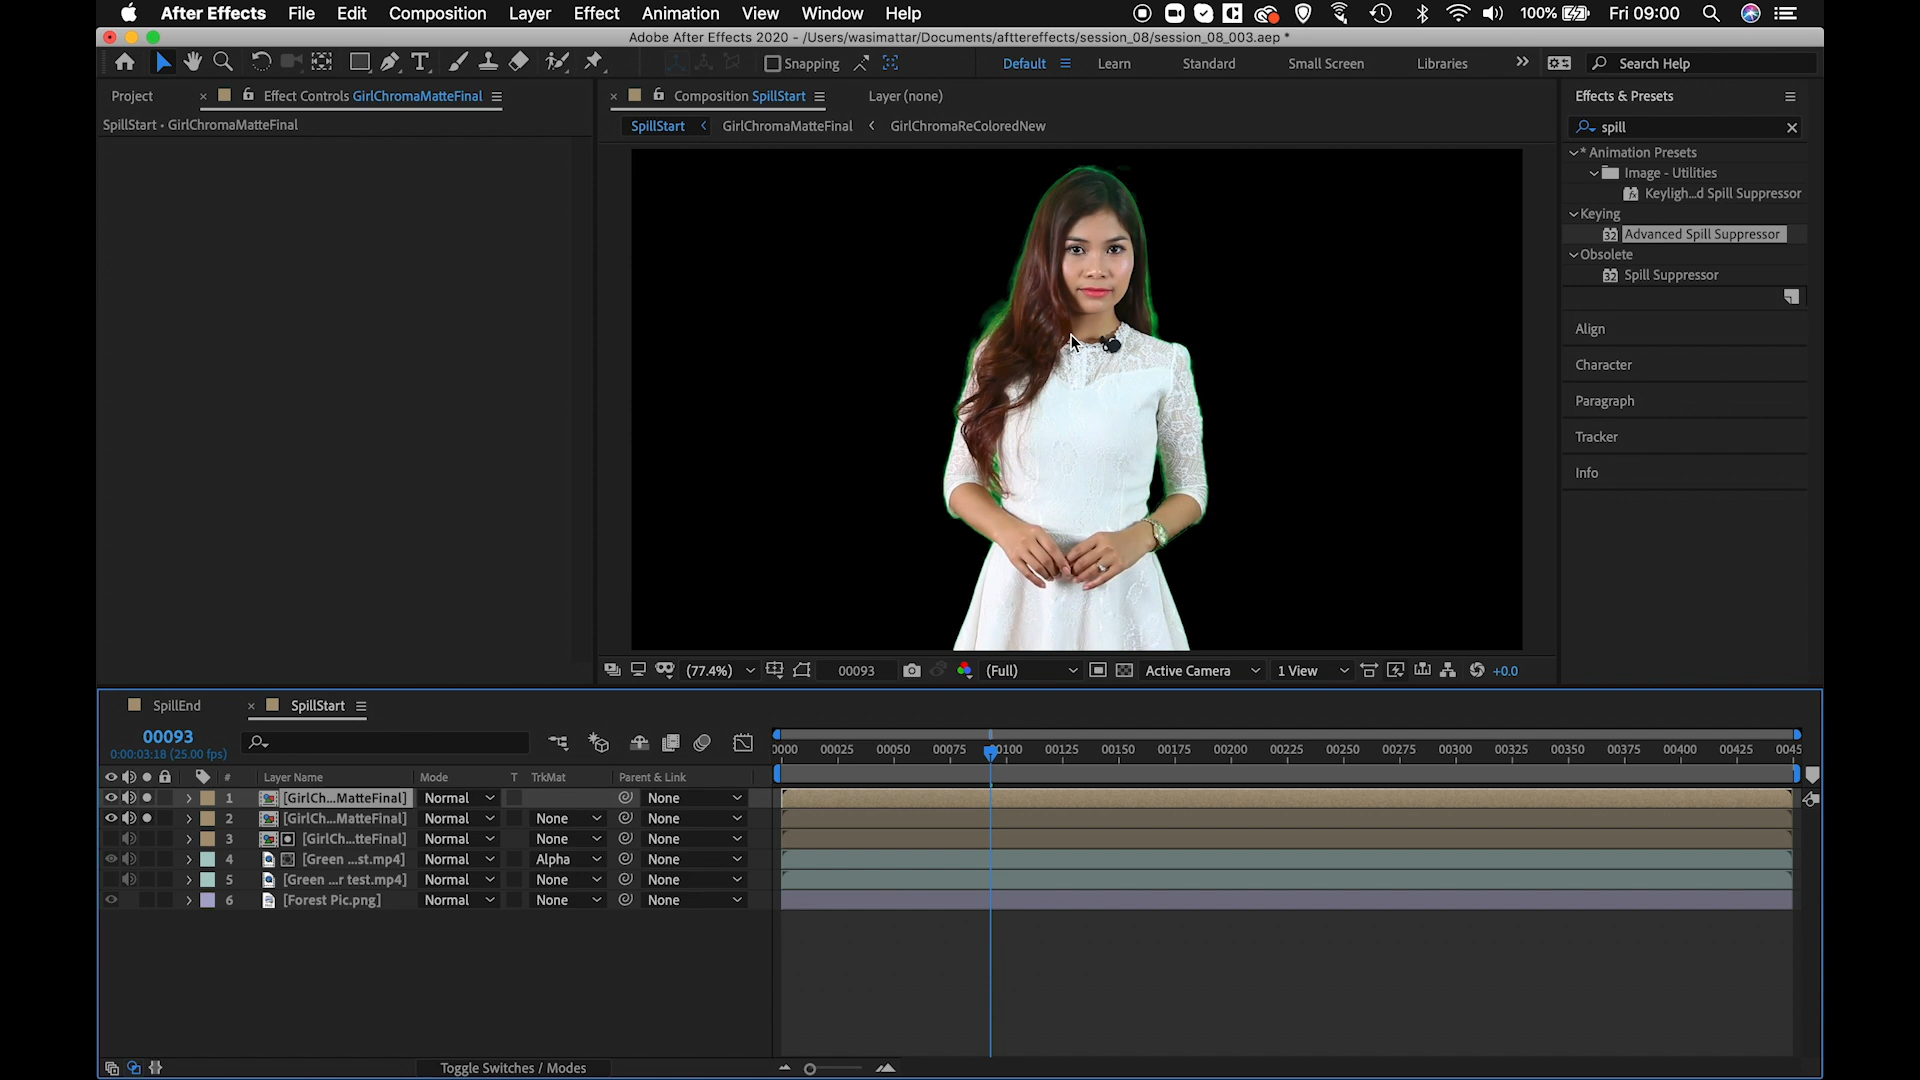 After Effects File Edit Composition Layer Effect Animation View Window Help 100% Fri 09:00
Adobe After Effects 2020 - /Users/wasimattar/Documents/afttereffects/session_08/session_08_003.aep *
Snapping Default Learn Standard Small Screen Libraries Search Help
Project Effect Controls GirlChromaMatteFinal Composition SpillStart Layer (none) Effects & Presets
SpillStart • GirlChromaMatteFinal SpillStart GirlChromaMatteFinal GirlChromaReColoredNew spill
* Animation Presets
Image - Utilities
Keyligh...d Spill Suppressor
Keying
32 Advanced Spill Suppressor
Obsolete
32 Spill Suppressor
Align
Character
Paragraph
Tracker
Info
(77.4%) 00093 (Full) Active Camera 1 View +0.0
SpillEnd SpillStart
00093
0:00:03:18 (25.00 fps)
0000 00025 00050 00075 00100 00125 00150 00175 00200 00225 00250 00275 00300 00325 00350 00375 00400 00425 0045
# Layer Name Mode T TrkMat Parent & Link
1 [GirlCh...MatteFinal] Normal None
2 [GirlCh...MatteFinal] Normal None None
3 [GirlCh...tteFinal] Normal None None
4 [Green ...st.mp4] Normal Alpha None
5 [Green ...r test.mp4] Normal None None
6 [Forest Pic.png] Normal None None
Toggle Switches / Modes